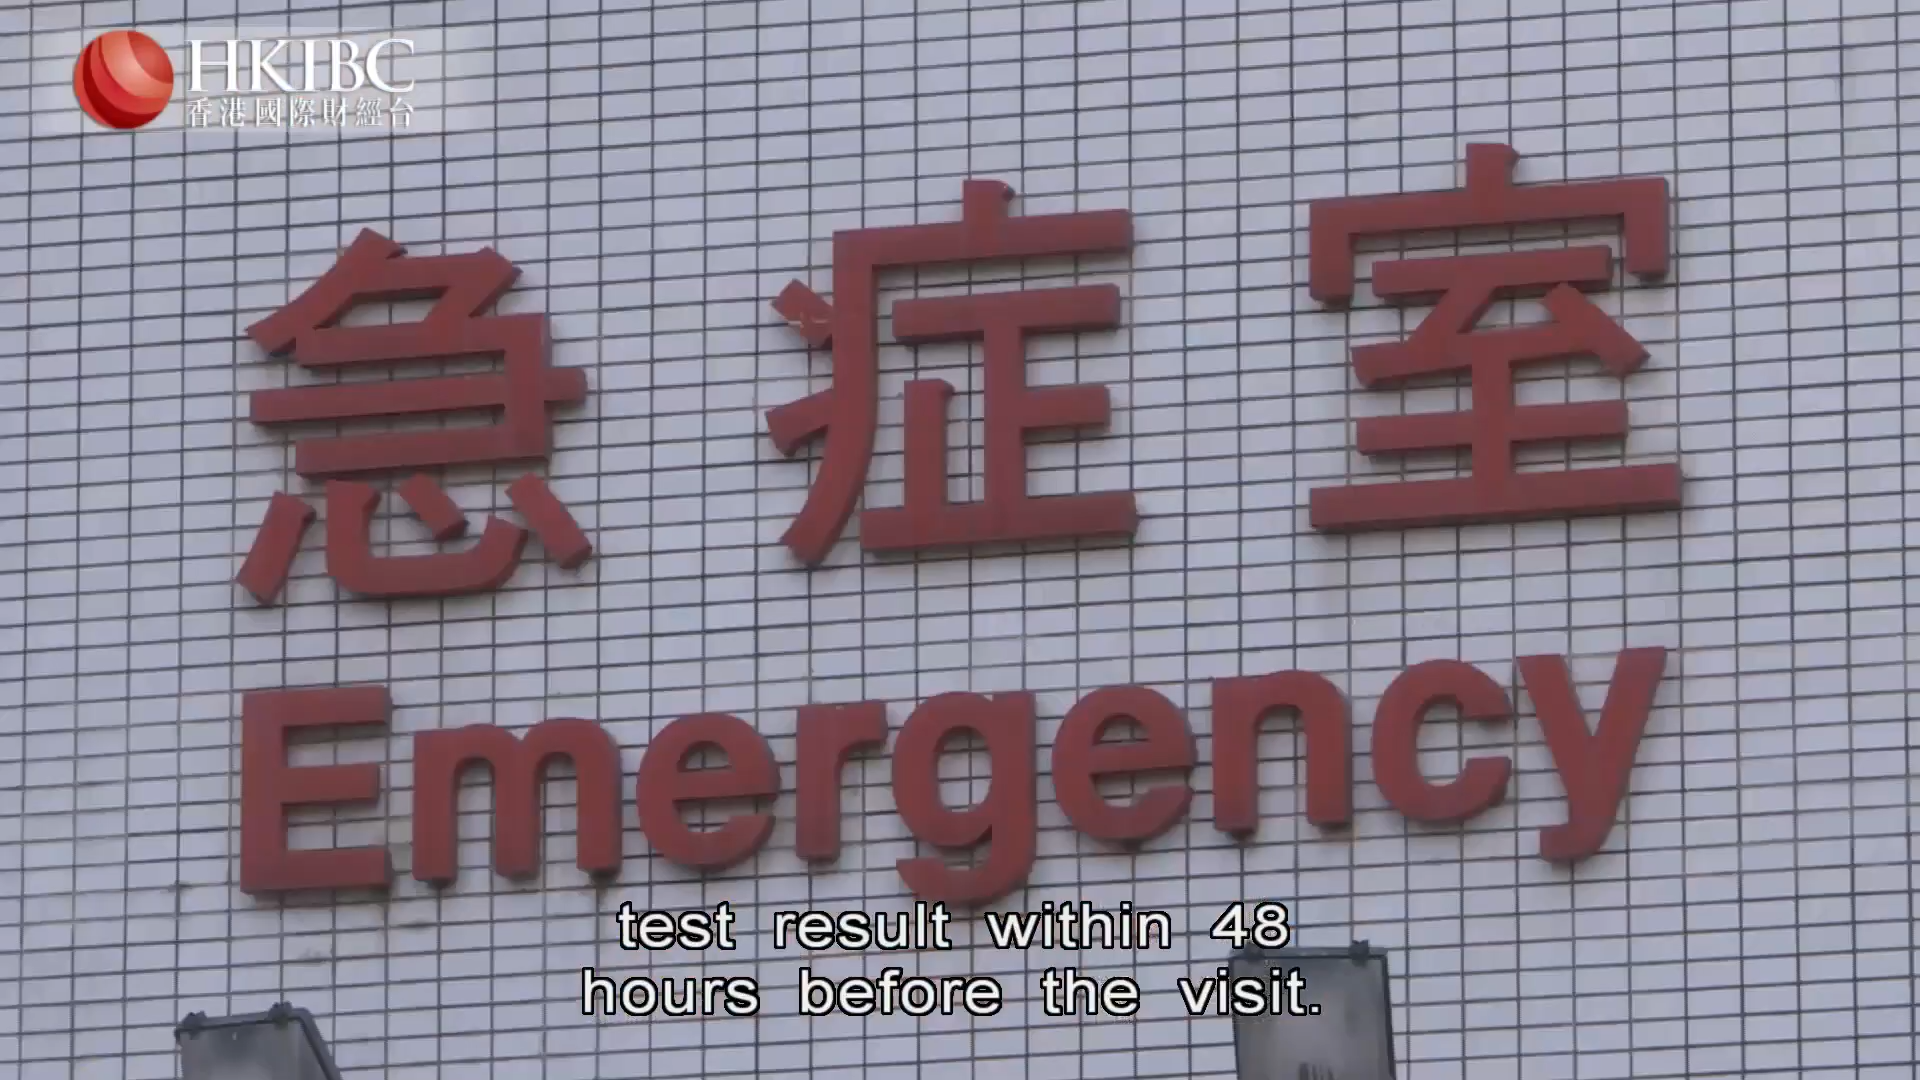 HKIBC
香港國際財經台
急症室
Emergency
test result within 48
hours before the visit.